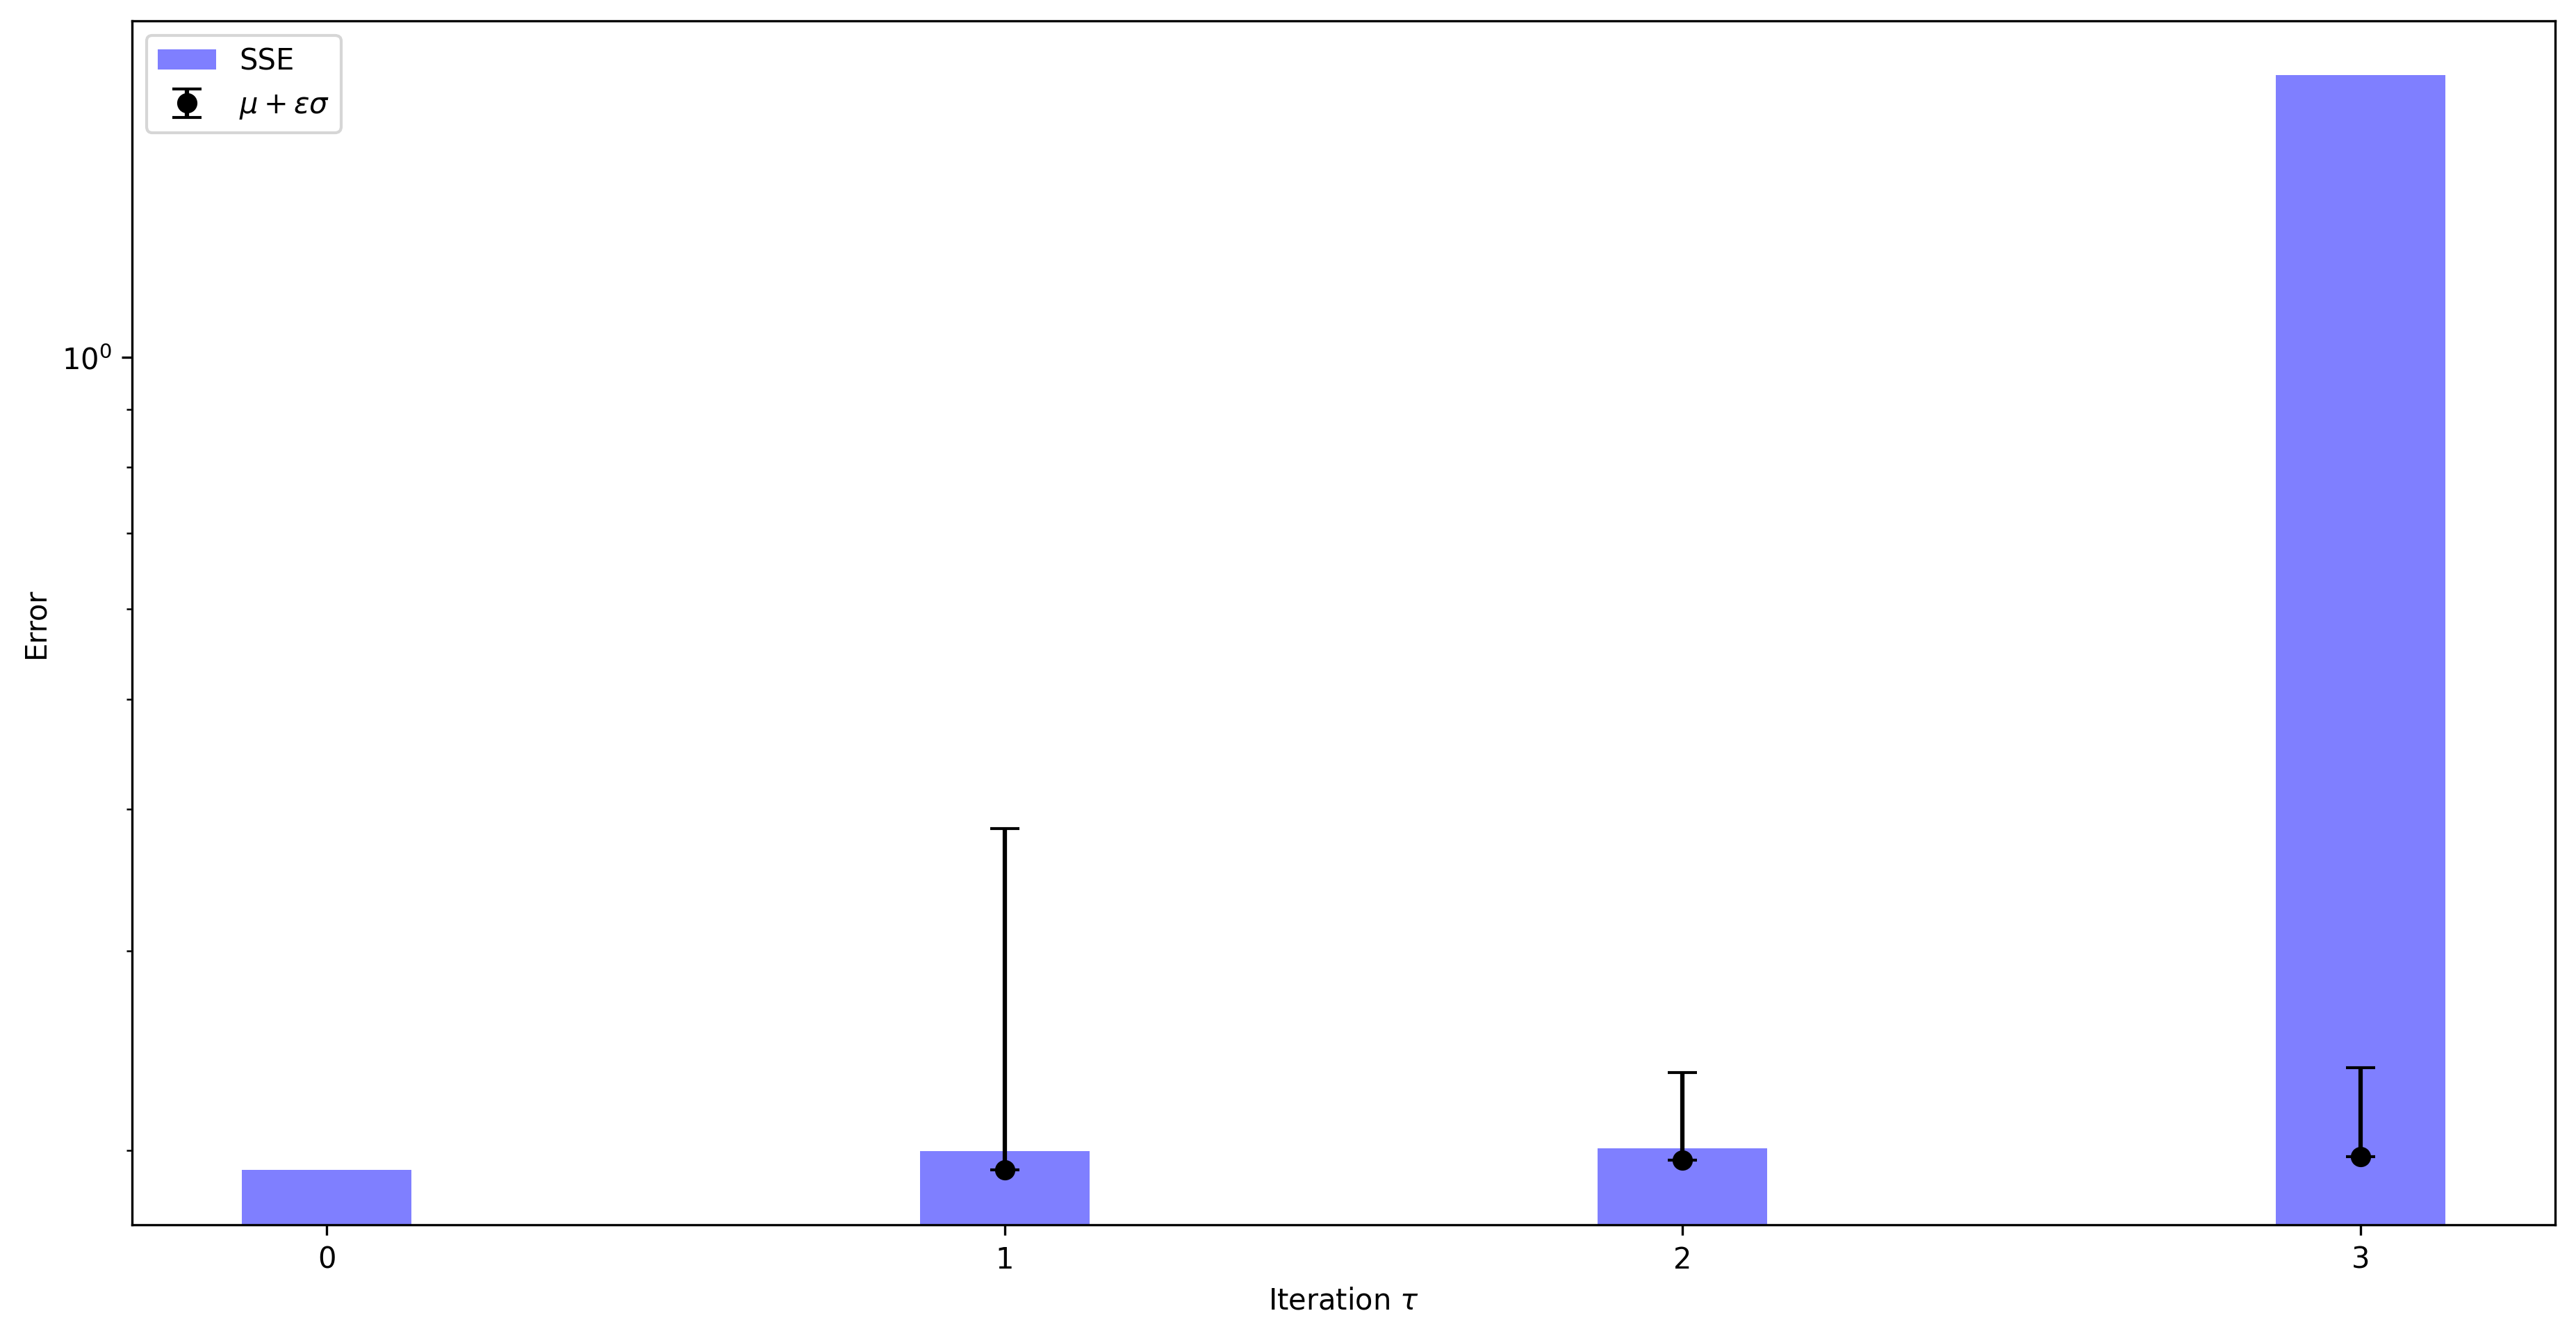 SSE
μ + εσ
10⁰
Error
0 1 2 3
Iteration τ